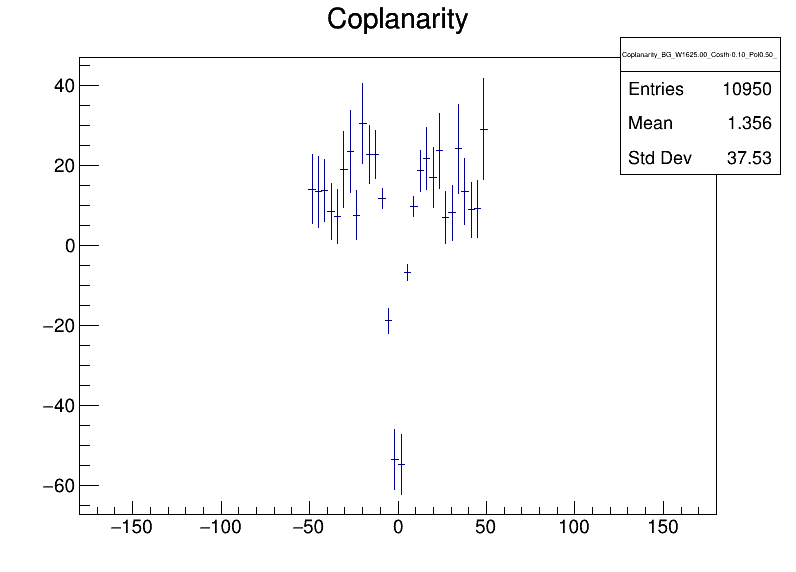 Coplanarity
Coplanarity_BG_W1625.00_Costh-0.10_Pol0.50_
Entries 10950
Mean 1.356
Std Dev 37.53
40
20
0
−20
−40
−60
−150 −100 −50 0 50 100 150